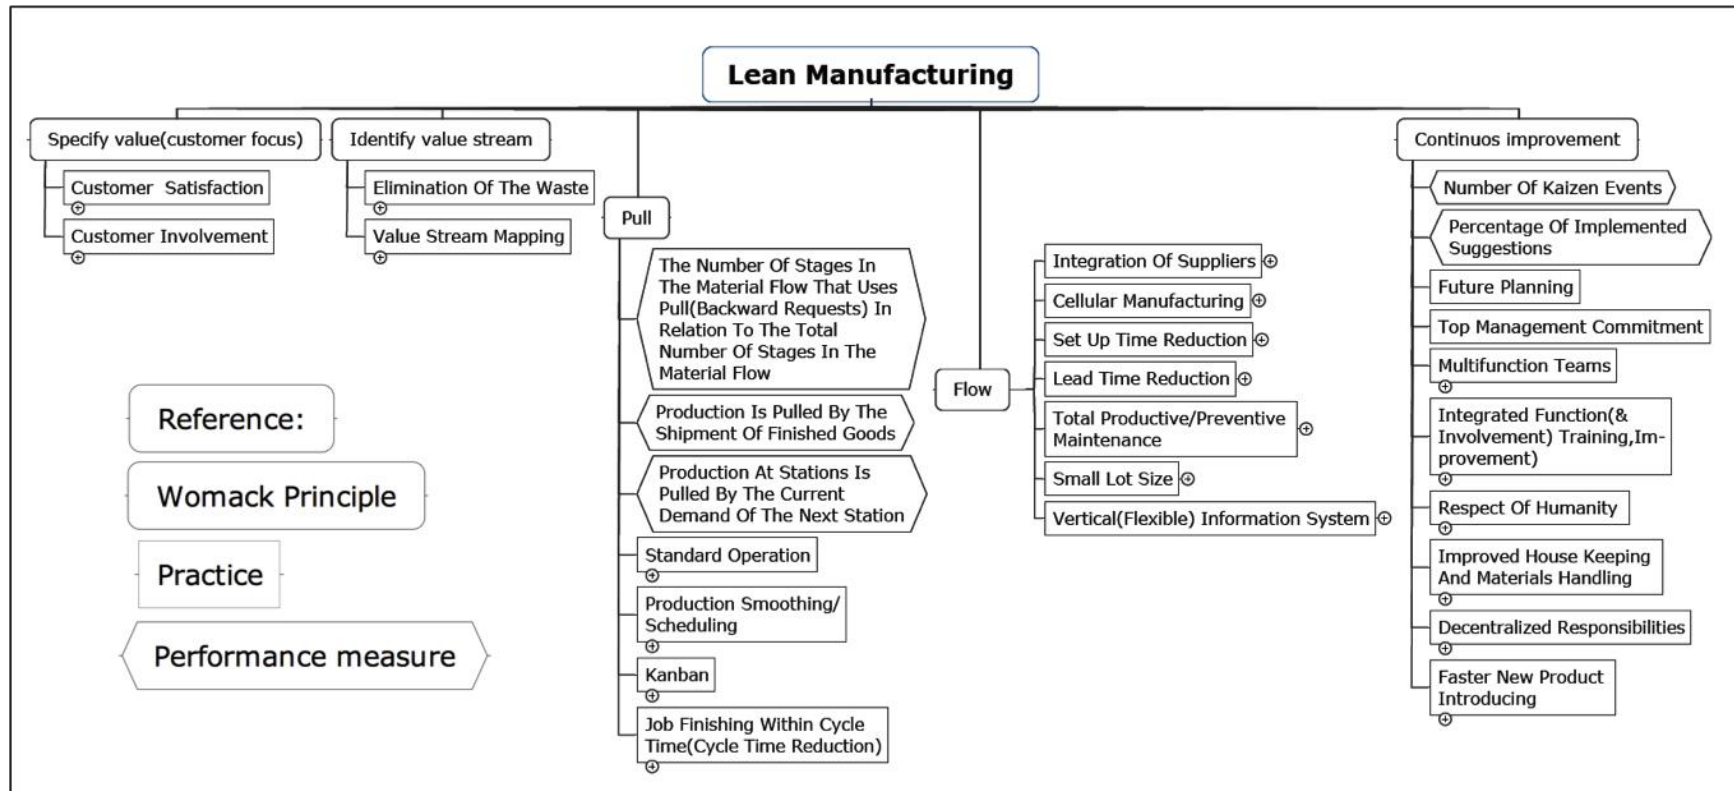 Lean Manufacturing
Specify value(customer focus)
Customer Satisfaction
Customer Involvement
Identify value stream
Elimination Of The Waste
Value Stream Mapping
Pull
The Number Of Stages In
The Material Flow That Uses
Pull(Backward Requests) In
Relation To The Total
Number Of Stages In The
Material Flow
Production Is Pulled By The
Shipment Of Finished Goods
Production At Stations Is
Pulled By The Current
Demand Of The Next Station
Standard Operation
Production Smoothing/
Scheduling
Kanban
Job Finishing Within Cycle
Time(Cycle Time Reduction)
Flow
Integration Of Suppliers
Cellular Manufacturing
Set Up Time Reduction
Lead Time Reduction
Total Productive/Preventive
Maintenance
Small Lot Size
Vertical(Flexible) Information System
Continuos improvement
Number Of Kaizen Events
Percentage Of Implemented
Suggestions
Future Planning
Top Management Commitment
Multifunction Teams
Integrated Function(&
Involvement) Training,Im-
provement)
Respect Of Humanity
Improved House Keeping
And Materials Handling
Decentralized Responsibilities
Faster New Product
Introducing
Reference:
Womack Principle
Practice
Performance measure